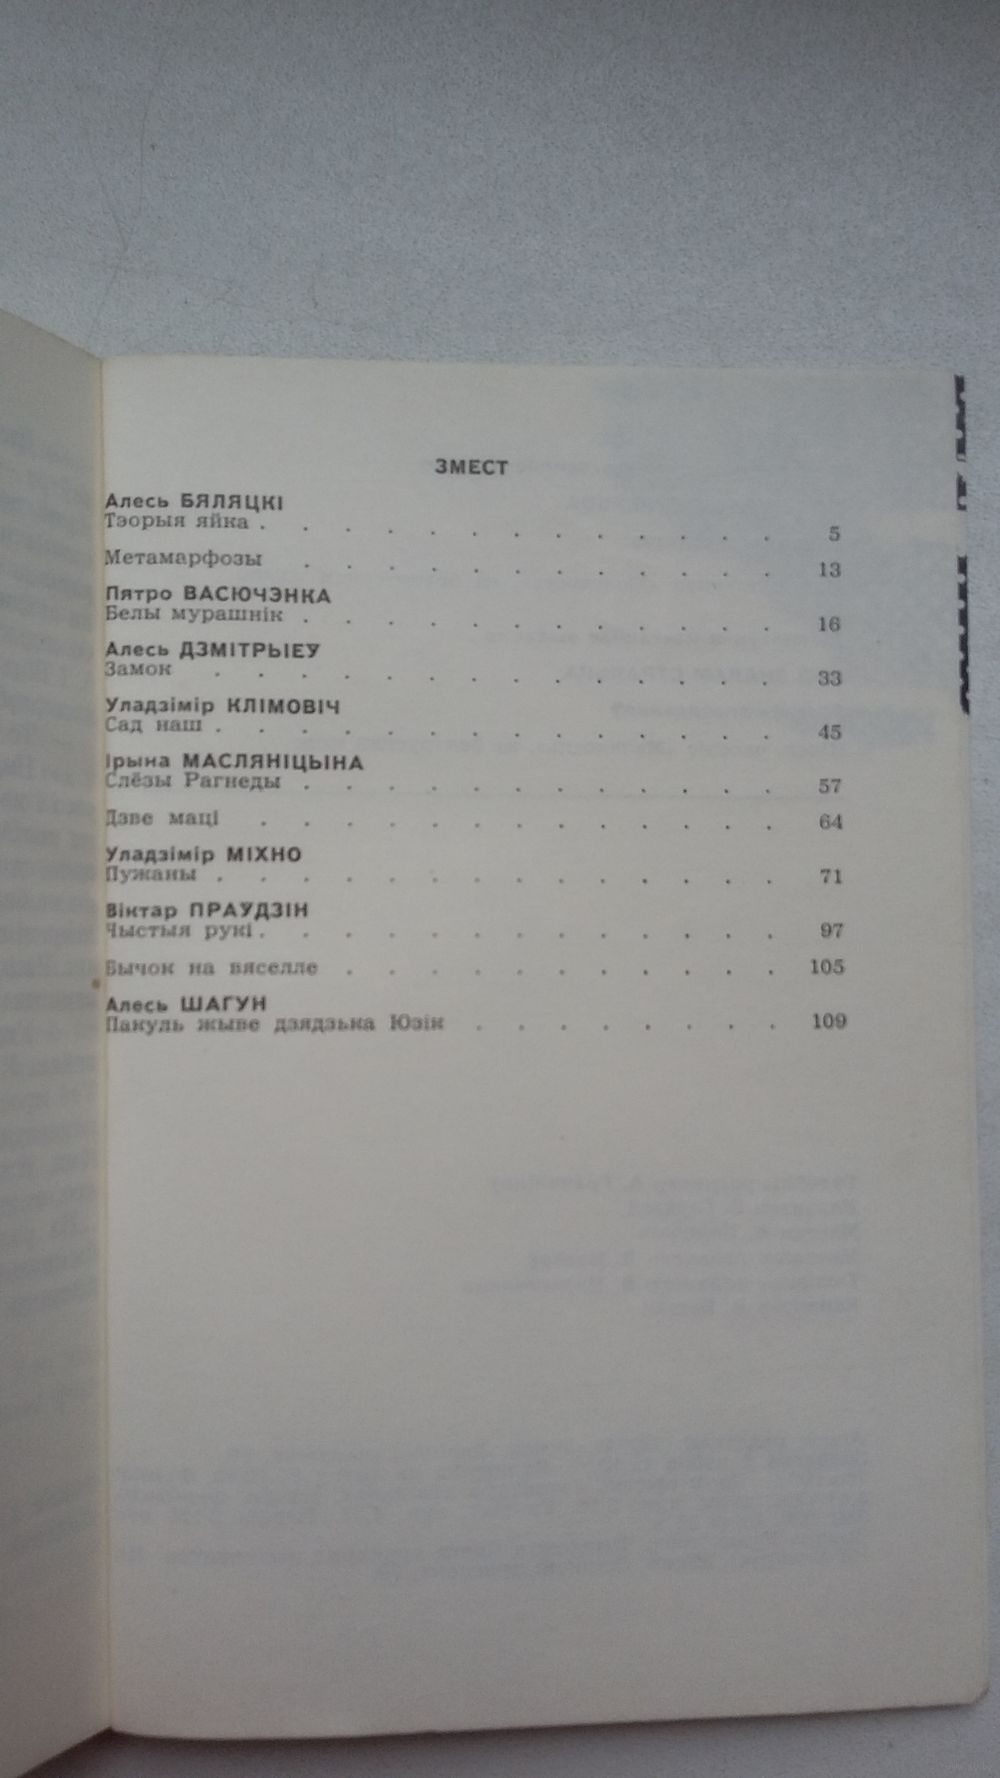 ЗМЕСТ
Алесь БЯЛЯЦКІ
Тэорыя яйка . . . . . . . . . . . . . 5
Метамарфозы . . . . . . . . . . . . 13
Пятро ВАСЮЧЭНКА
Белы мурашнік . . . . . . . . . . . . 16
Алесь ДЗМІТРЫЕУ
Замок . . . . . . . . . . . . . . 33
Уладзімір КЛІМОВІЧ
Сад наш . . . . . . . . . . . . . . 45
Ірына МАСЛЯНІЦЫНА
Слёзы Рагнеды . . . . . . . . . . . . 57
Дзве маці . . . . . . . . . . . . . 64
Уладзімір МІХНО
Пужаны . . . . . . . . . . . . . . 71
Віктар ПРАУДЗІН
Чыстыя рукі . . . . . . . . . . . . . 97
Бычок на вяселле . . . . . . . . . . . 105
Алесь ШАГУН
Пакуль жыве дзядзька Юзік . . . . . . . . 109